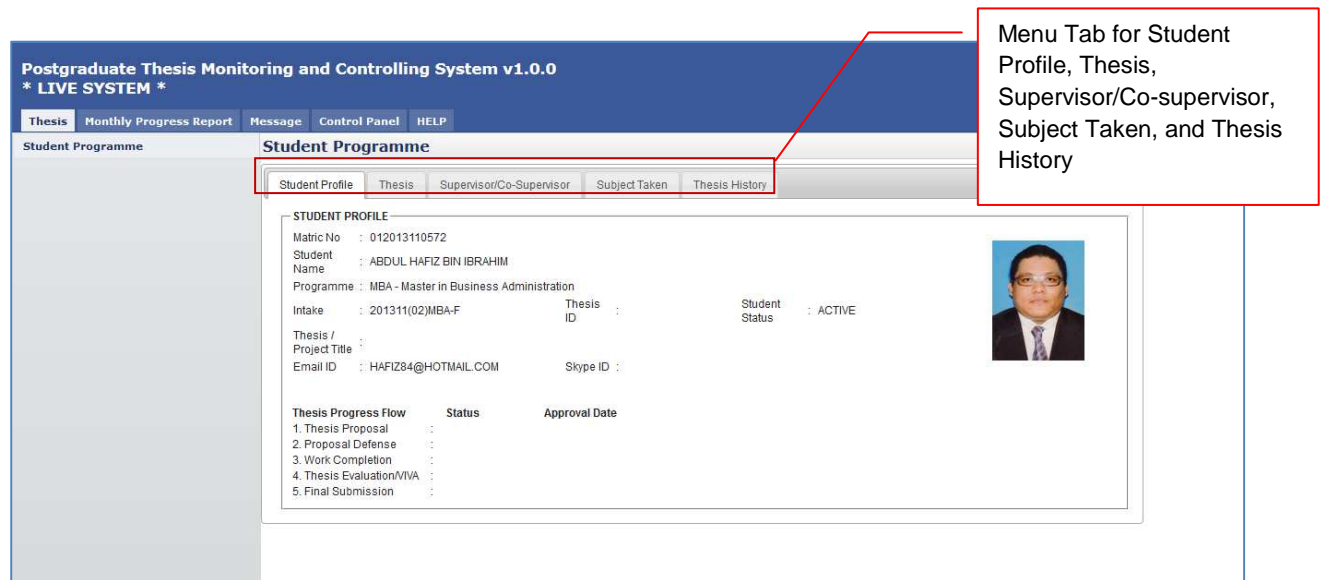 Menu Tab for Student
Profile, Thesis,
Supervisor/Co-supervisor,
Subject Taken, and Thesis
History
Postgraduate Thesis Monitoring and Controlling System v1.0.0
* LIVE SYSTEM *
Thesis Monthly Progress Report Message Control Panel HELP
Student Programme
Student Programme
Student Profile Thesis Supervisor/Co-Supervisor Subject Taken Thesis History
STUDENT PROFILE
Matric No : 012013110572
Student
Name : ABDUL HAFIZ BIN IBRAHIM
Programme : MBA - Master in Business Administration
Intake : 201311(02)MBA-F Thesis ID : Student Status : ACTIVE
Thesis /
Project Title :
Email ID : HAFIZ84@HOTMAIL.COM Skype ID :
Thesis Progress Flow Status Approval Date
1. Thesis Proposal :
2. Proposal Defense :
3. Work Completion :
4. Thesis Evaluation/VIVA :
5. Final Submission :